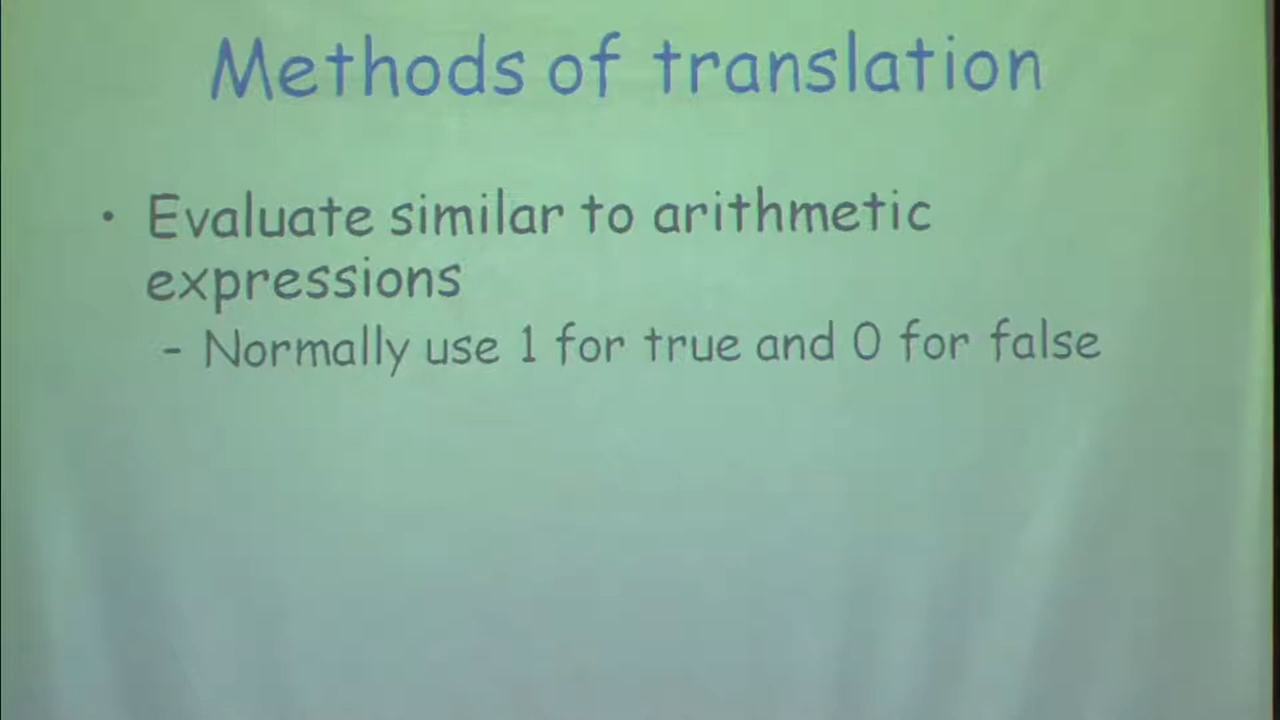 Methods of translation
• Evaluate similar to arithmetic
expressions
– Normally use 1 for true and 0 for false